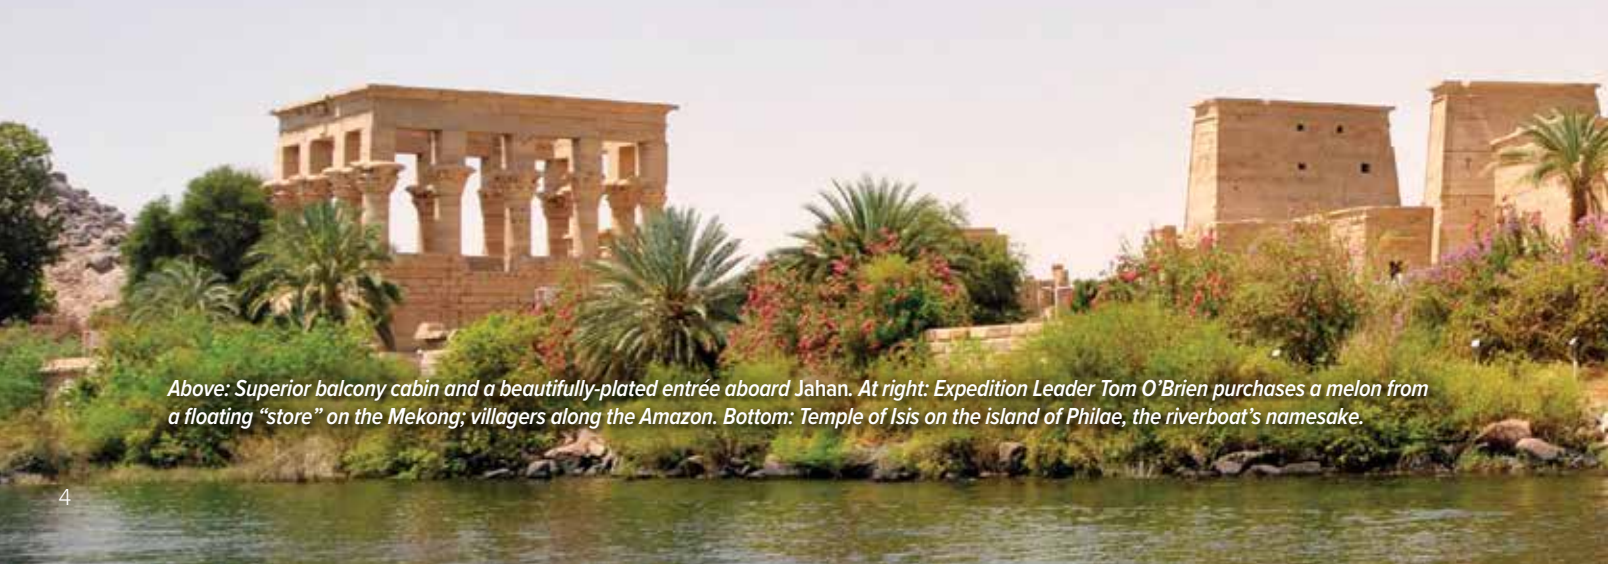 Above: Superior balcony cabin and a beautifully-plated entrée aboard Jahan. At right: Expedition Leader Tom O’Brien purchases a melon from
a floating “store” on the Mekong; villagers along the Amazon. Bottom: Temple of Isis on the island of Philae, the riverboat’s namesake.
4